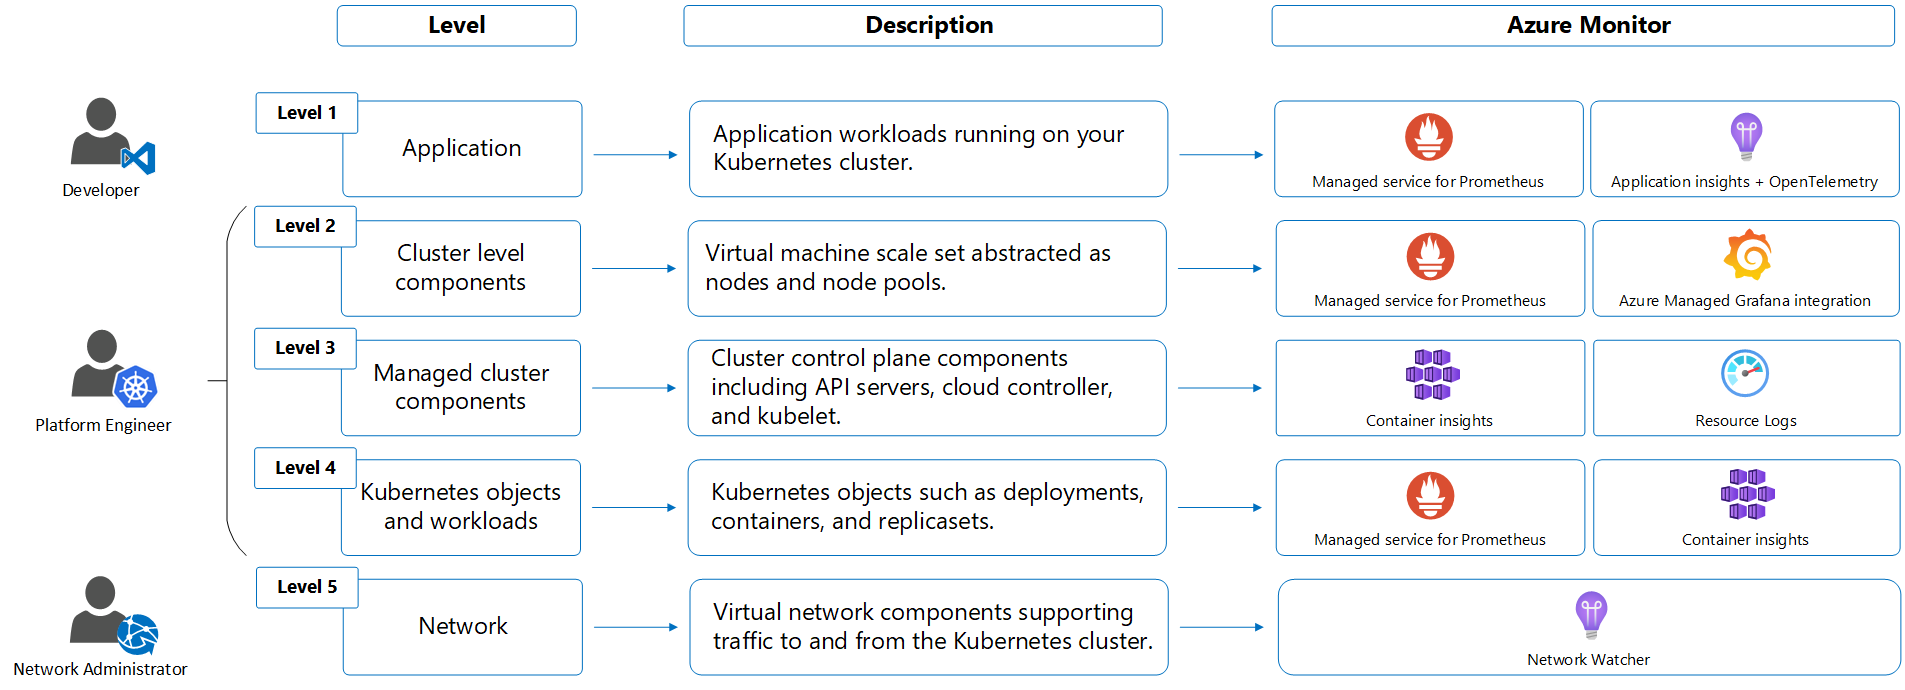 Level
Description
Azure Monitor
Developer
Level 1
Application
Application workloads running on your
Kubernetes cluster.
Managed service for Prometheus
Application insights + OpenTelemetry
Level 2
Cluster level
components
Virtual machine scale set abstracted as
nodes and node pools.
Managed service for Prometheus
Azure Managed Grafana integration
Platform Engineer
Level 3
Managed cluster
components
Cluster control plane components
including API servers, cloud controller,
and kubelet.
Container insights
Resource Logs
Level 4
Kubernetes objects
and workloads
Kubernetes objects such as deployments,
containers, and replicasets.
Managed service for Prometheus
Container insights
Network Administrator
Level 5
Network
Virtual network components supporting
traffic to and from the Kubernetes cluster.
Network Watcher